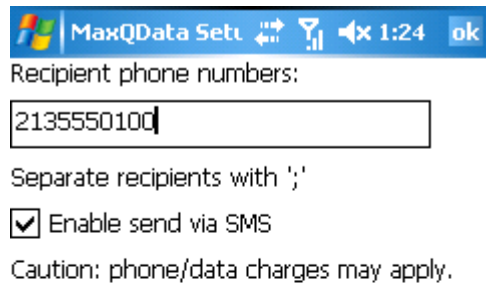 MaxQData Setu 1:24 ok
Recipient phone numbers:
2135550100
Separate recipients with ';'
Enable send via SMS
Caution: phone/data charges may apply.